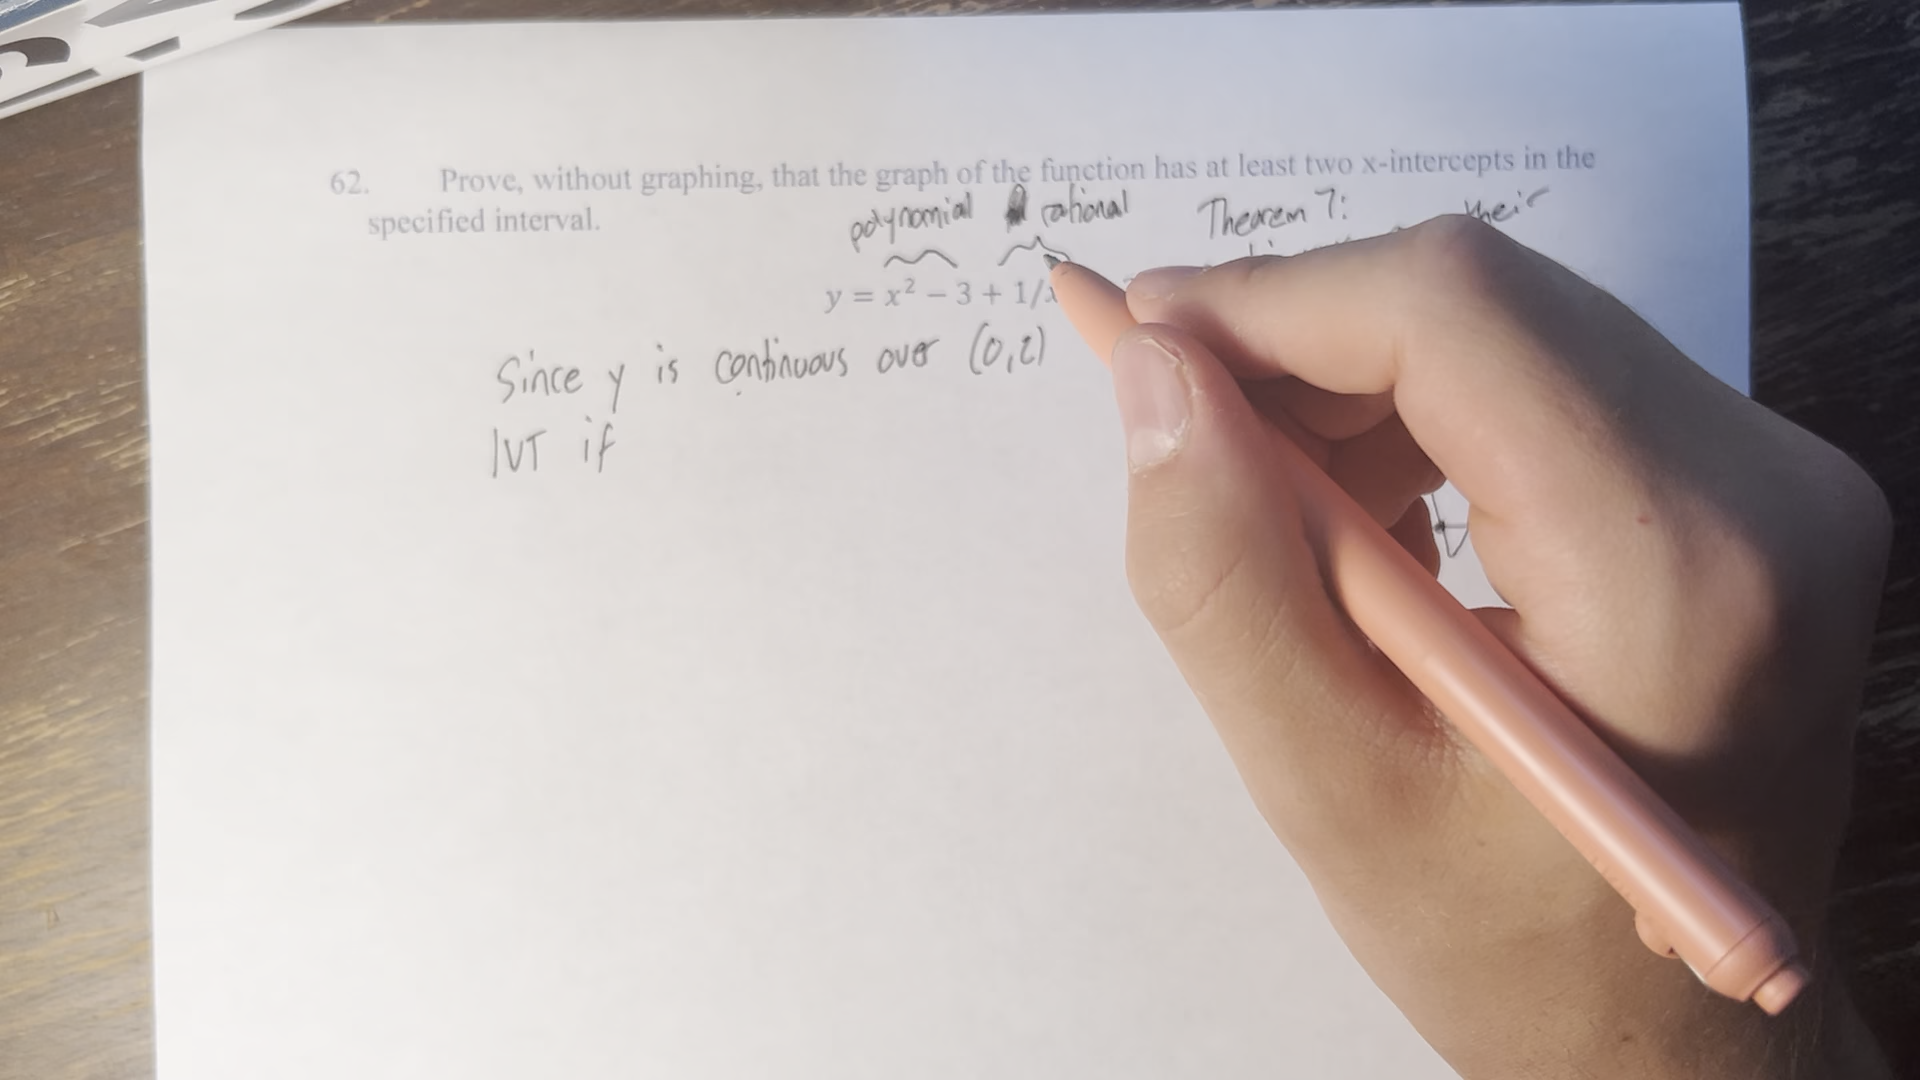 62. Prove, without graphing, that the graph of the function has at least two x-intercepts in the
specified interval.
polynomial rational
Theorem 7:
their
y = x² − 3 + 1/x
Since y is continuous over (0,2)
IVT if